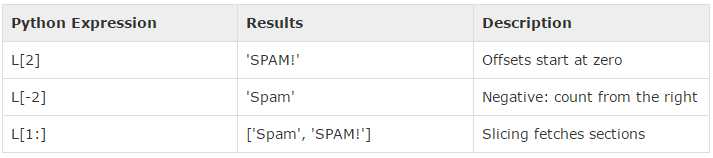 Python Expression Results Description
L[2] 'SPAM!' Offsets start at zero
L[-2] 'Spam' Negative: count from the right
L[1:] ['Spam', 'SPAM!'] Slicing fetches sections